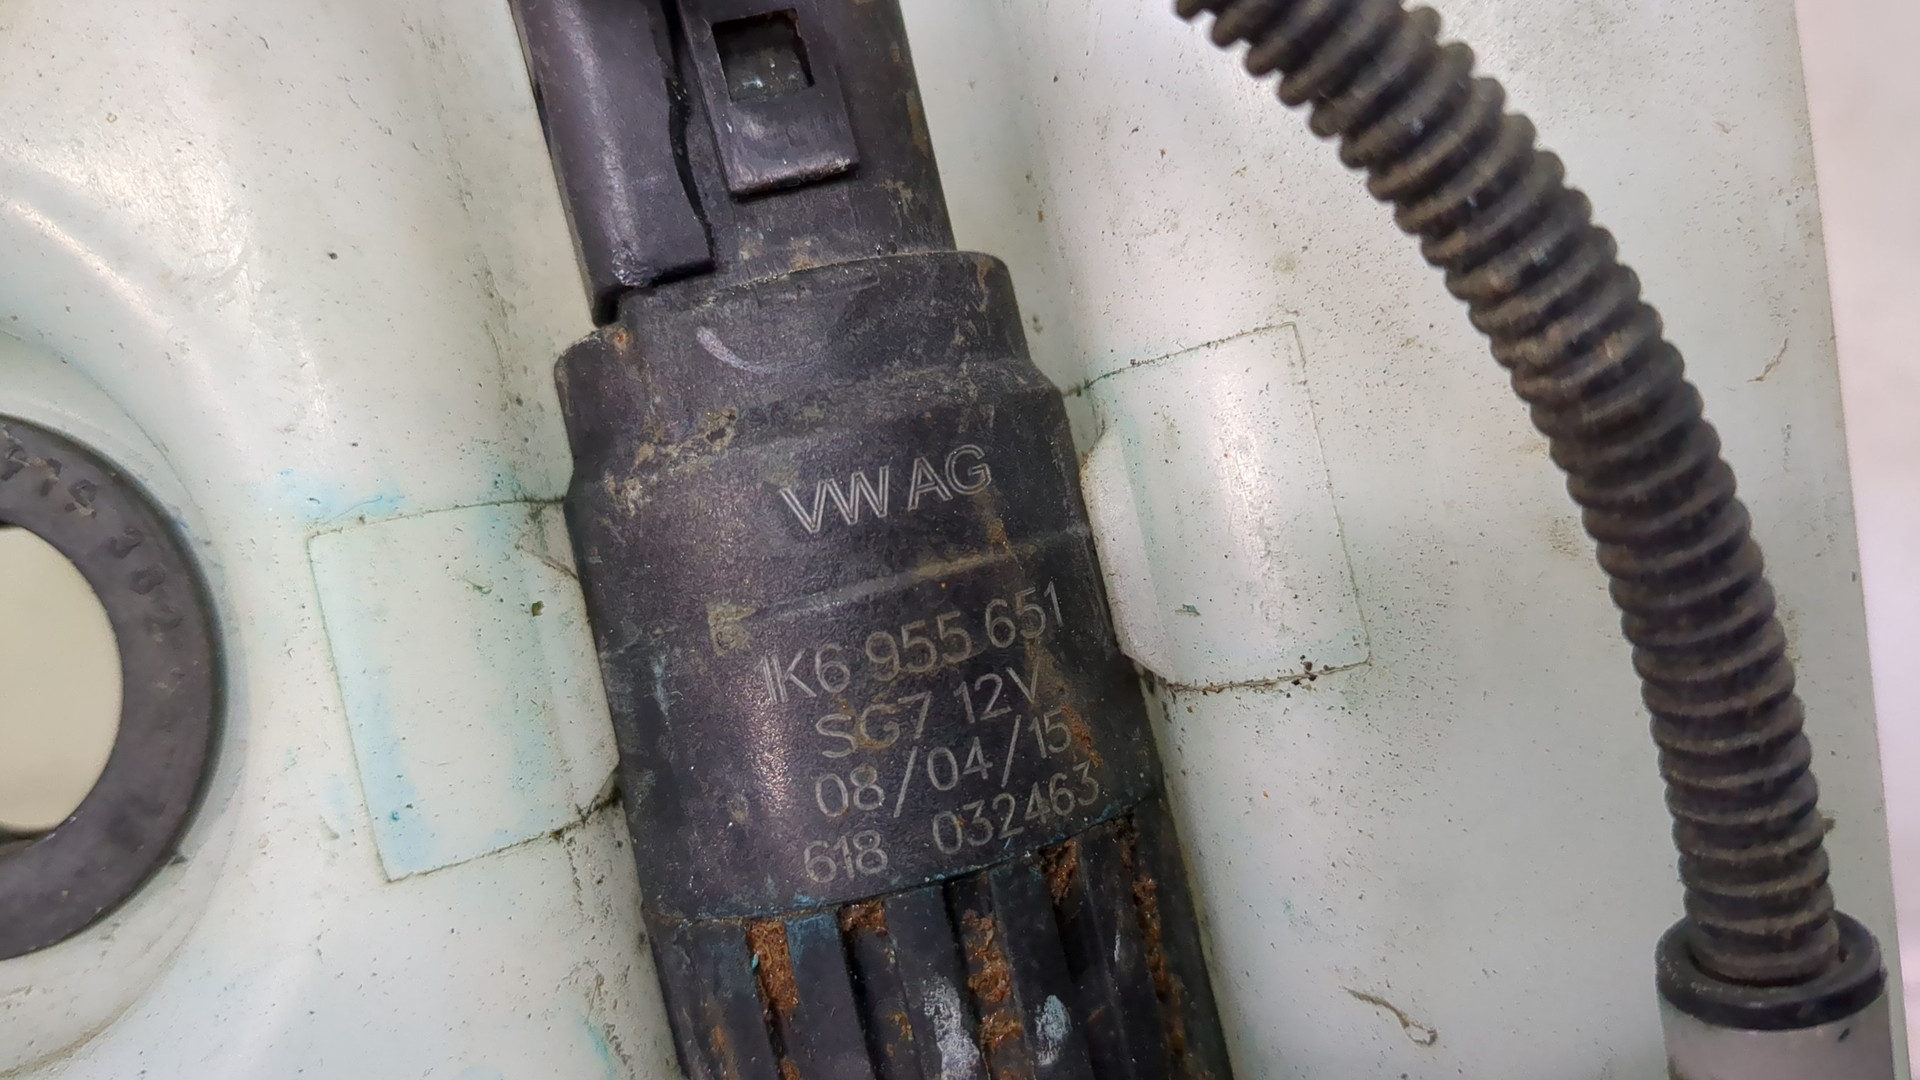 VW AG
1K6 955 651
SG7 12V
08/04/15
618 032463